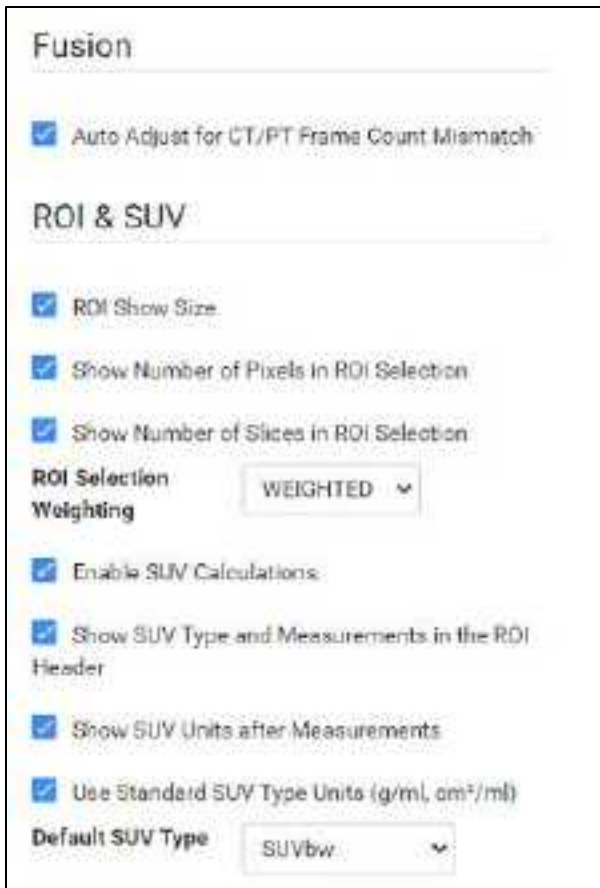 Fusion
Auto Adjust for CT/PT Frame Count Mismatch
ROI & SUV
ROI Show Size
Show Number of Pixels in ROI Selection
Show Number of Slices in ROI Selection
ROI Selection
Weighting
WEIGHTED
Enable SUV Calculations
Show SUV Type and Measurements in the ROI
Header
Show SUV Units after Measurements
Use Standard SUV Type Units (g/ml, cm²/ml)
Default SUV Type
SUVbw